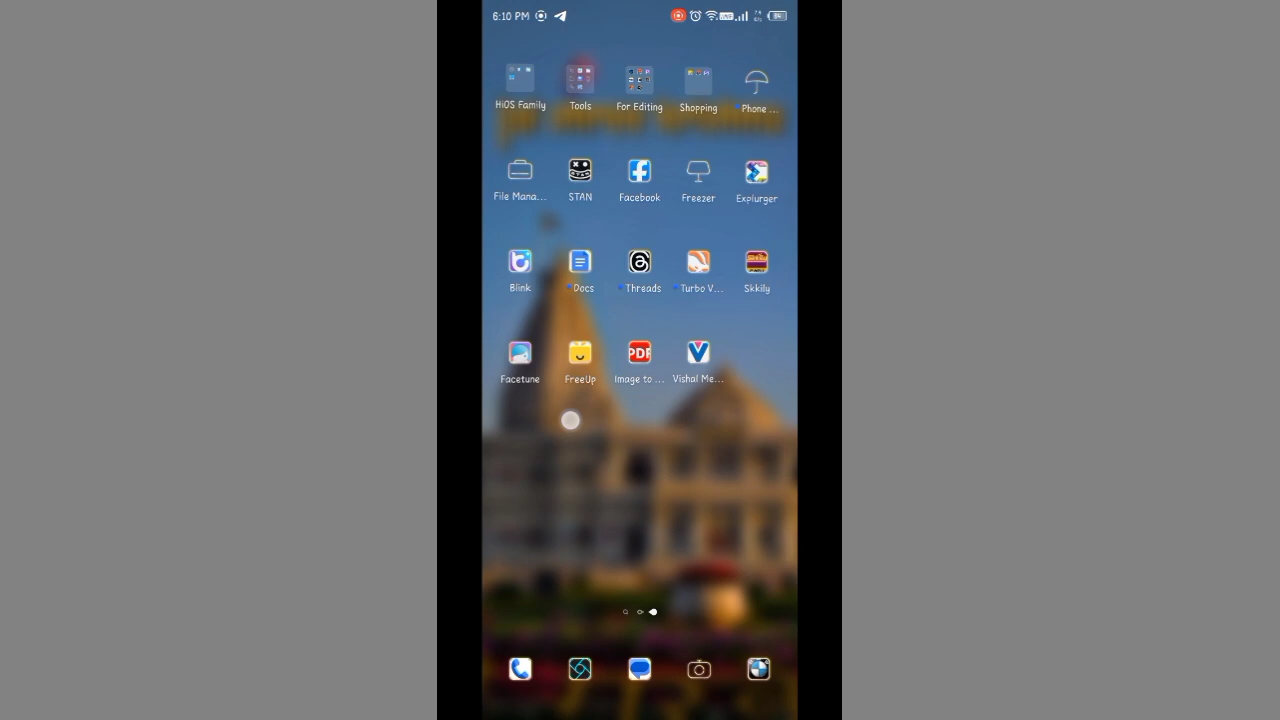 6:10 PM
HiOS Family Tools For Editing Shopping Phone ...
File Mana... STAN Facebook Freezer Explurger
Blink Docs Threads Turbo V... Skkily
PDF
Facetune FreeUp Image to ... Vishal Me...